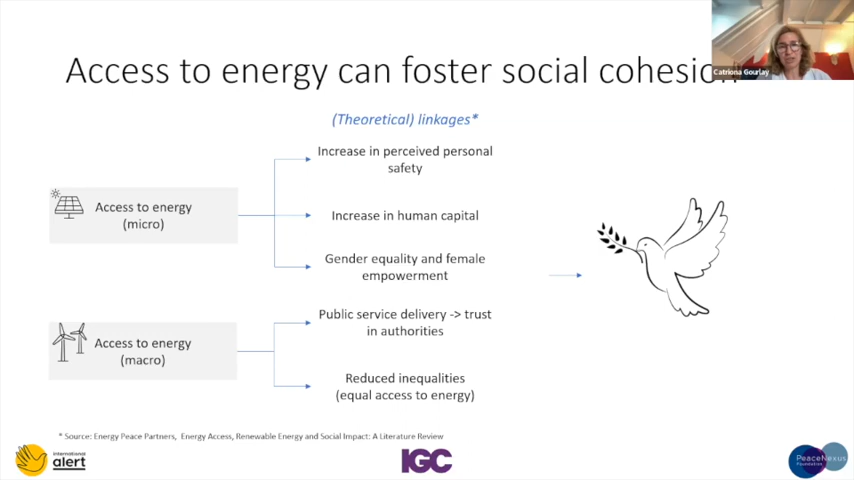 Access to energy can foster social cohesion
Catriona Gourlay
(Theoretical) linkages*
Increase in perceived personal
safety
Access to energy
(micro)
Increase in human capital
Gender equality and female
empowerment
Public service delivery -> trust
in authorities
Access to energy
(macro)
Reduced inequalities
(equal access to energy)
* Source: Energy Peace Partners, Energy Access, Renewable Energy and Social Impact: A Literature Review
international
alert
IGC
PeaceNexus
Foundation